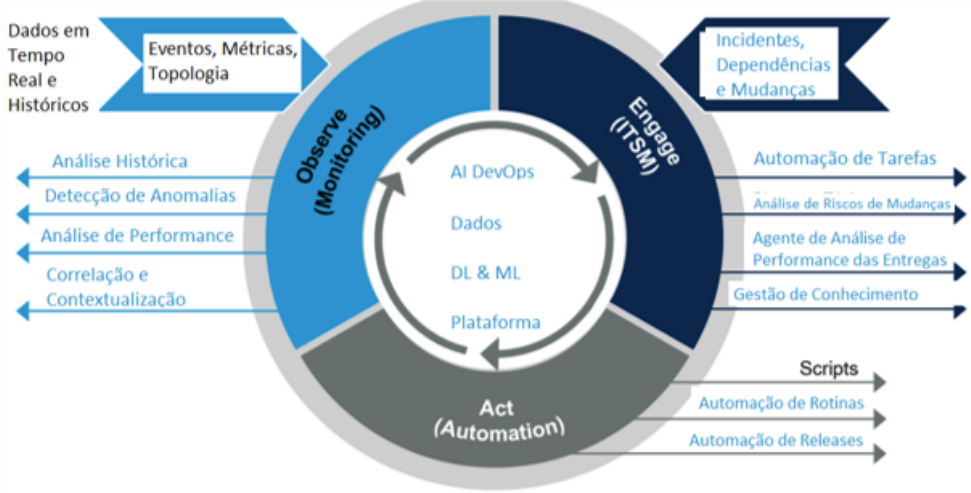 Dados em
Tempo
Real e
Históricos
Eventos, Métricas,
Topologia
Incidentes,
Dependências
e Mudanças
Observe
(Monitoring)
Engage
(ITSM)
Análise Histórica
Detecção de Anomalias
Análise de Performance
Correlação e
Contextualização
AI DevOps
Dados
DL & ML
Plataforma
Automação de Tarefa
Análise de Riscos de Mudanças
Agente de Análise de
Performance das Entregas
Gestão de Conhecimento
Act
(Automation)
Scripts
Automação de Rotinas
Automação de Releases